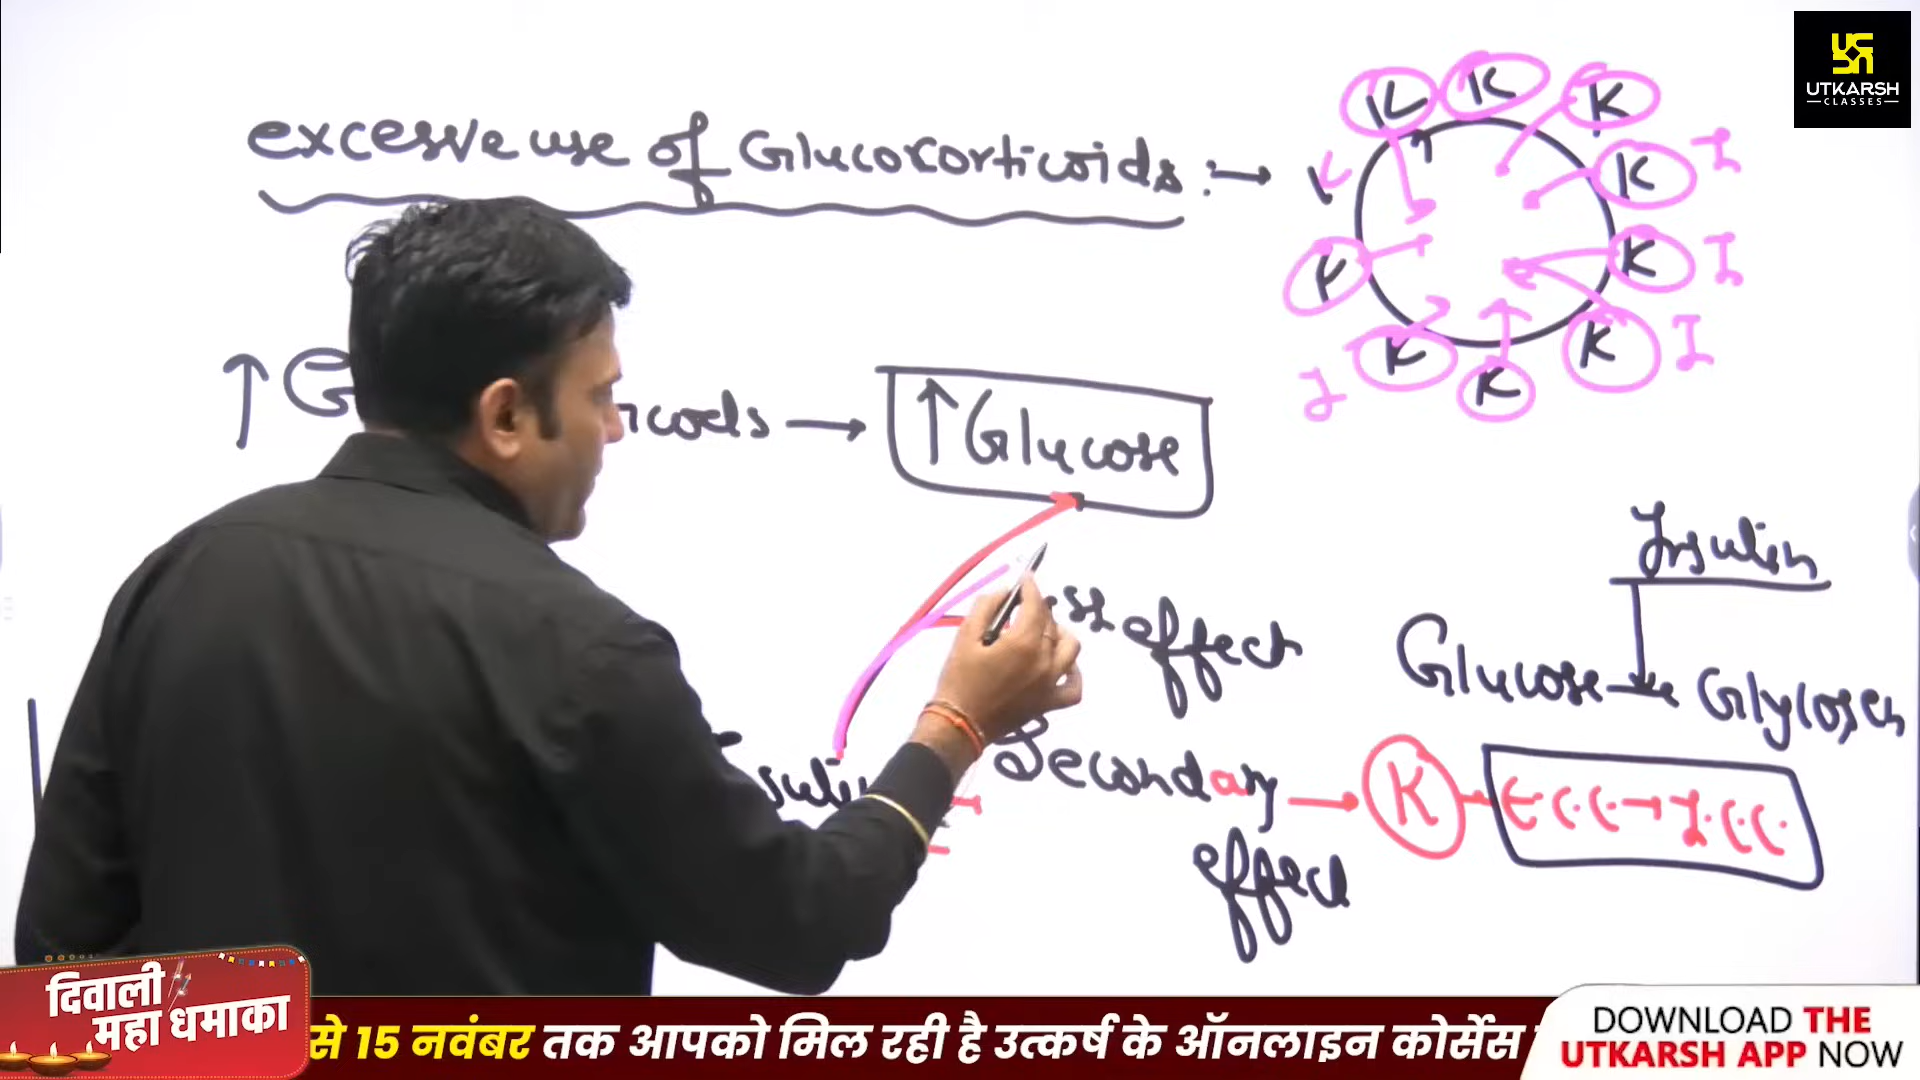 UTKARSH
CLASSES
excessive use of Glucocorticoids :→
K K K K K K K K K K
I I I I
↑ Glucose
Insulin
effect
Glucose → Glycogen
Secondary → K → E.C.C. → I.C.C.
effect
दिवाली
महा धमाका
से 15 नवंबर तक आपको मिल रही है उत्कर्ष के ऑनलाइन कोर्सेस
DOWNLOAD THE
UTKARSH APP NOW